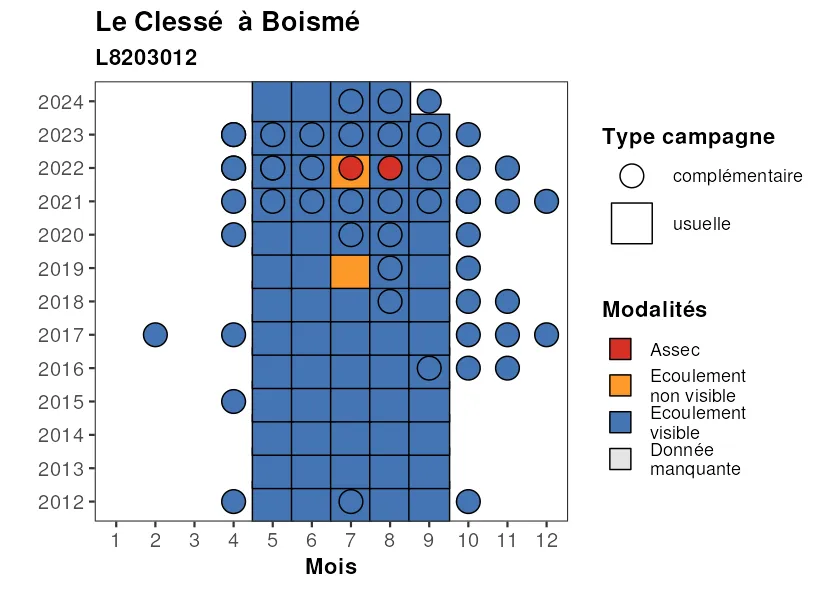 Le Clessé  à Boismé
L8203012
2024
2023
2022
2021
2020
2019
2018
2017
2016
2015
2014
2013
2012
1 2 3 4 5 6 7 8 9 10 11 12
Mois
Type campagne
complémentaire
usuelle
Modalités
Assec
Ecoulement
non visible
Ecoulement
visible
Donnée
manquante